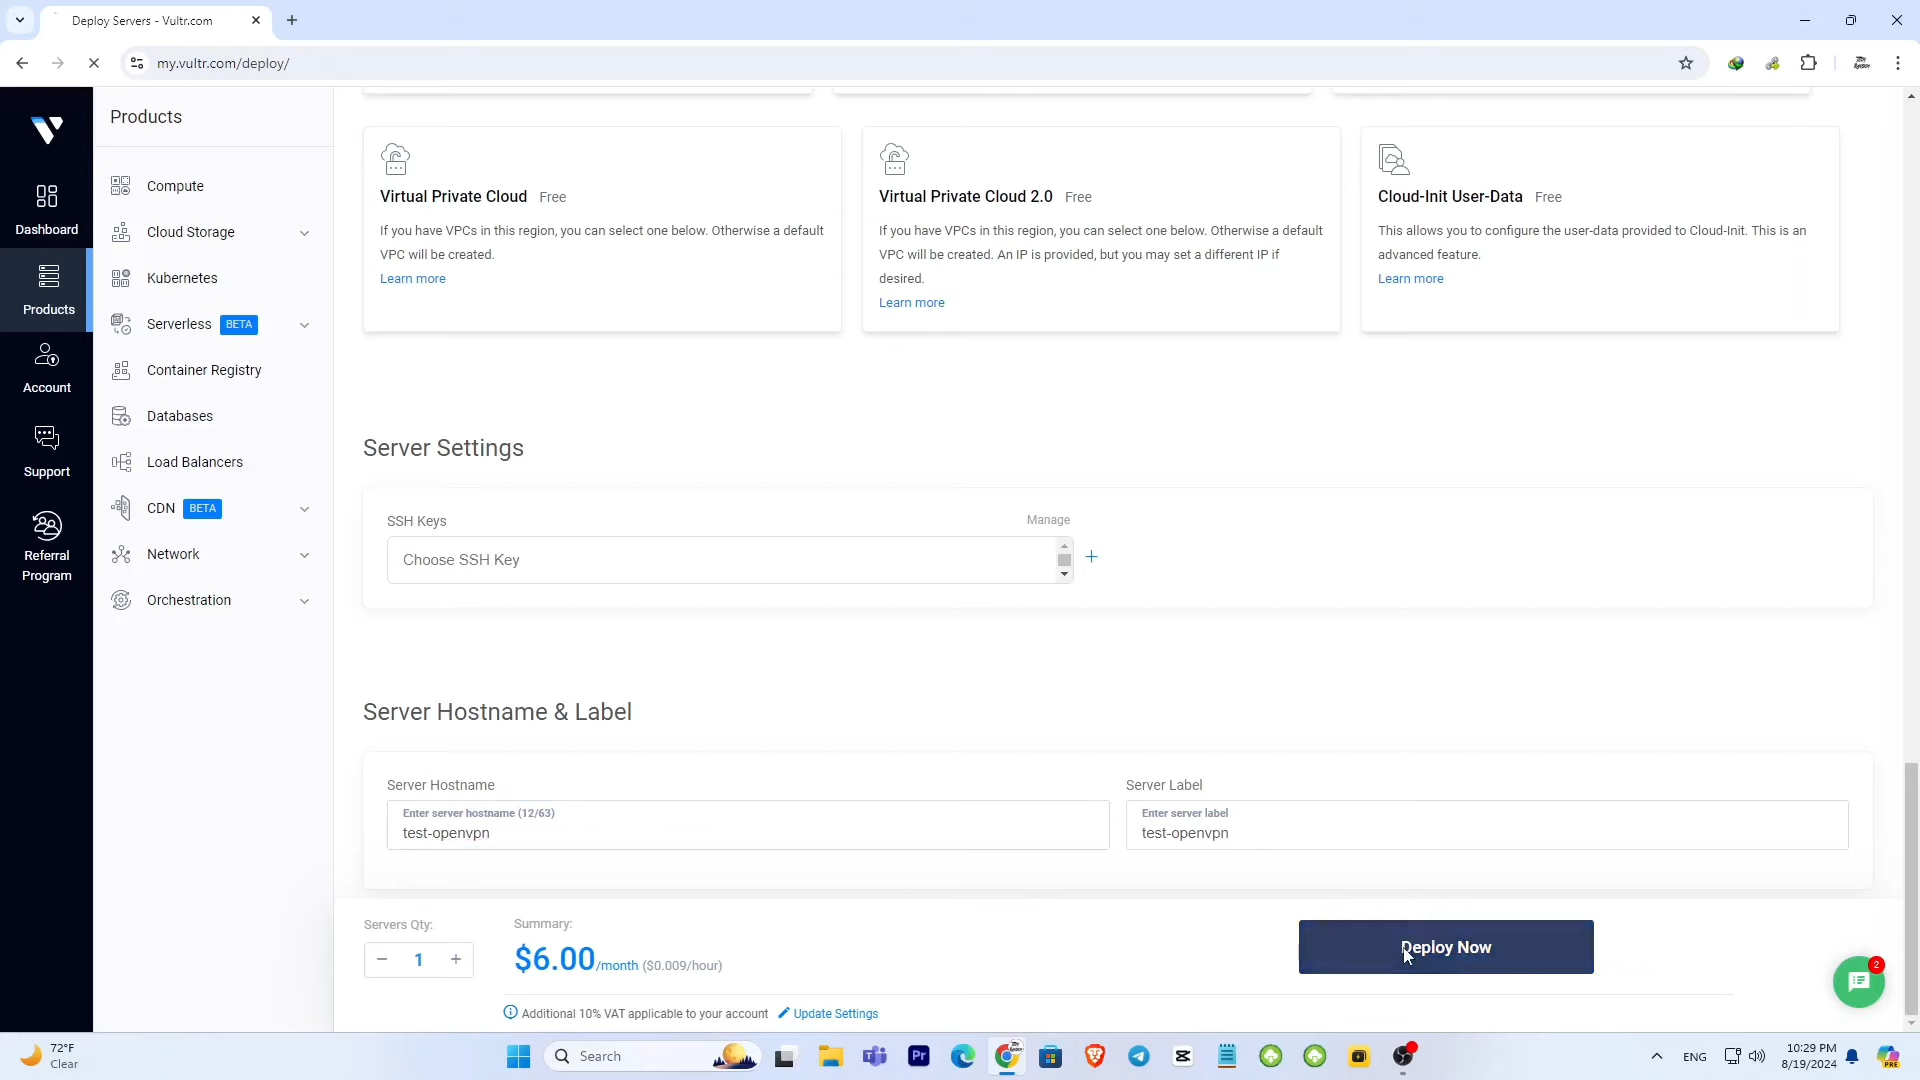 Deploy Servers - Vultr.com
my.vultr.com/deploy/
Dashboard
Products
Account
Support
Referral
Program
Products
Compute
Cloud Storage
Kubernetes
Serverless BETA
Container Registry
Databases
Load Balancers
CDN BETA
Network
Orchestration
Virtual Private Cloud Free
If you have VPCs in this region, you can select one below. Otherwise a default
VPC will be created.
Learn more
Virtual Private Cloud 2.0 Free
If you have VPCs in this region, you can select one below. Otherwise a default
VPC will be created. An IP is provided, but you may set a different IP if
desired.
Learn more
Cloud-Init User-Data Free
This allows you to configure the user-data provided to Cloud-Init. This is an
advanced feature.
Learn more
Server Settings
SSH Keys
Manage
Choose SSH Key
Server Hostname & Label
Server Hostname
Enter server hostname (12/63)
test-openvpn
Server Label
Enter server label
test-openvpn
Servers Qty:
1
Summary:
$6.00/month ($0.009/hour)
Additional 10% VAT applicable to your account Update Settings
Deploy Now
2
72°F
Clear
Search
Pr
ENG
10:29 PM
8/19/2024
PRE